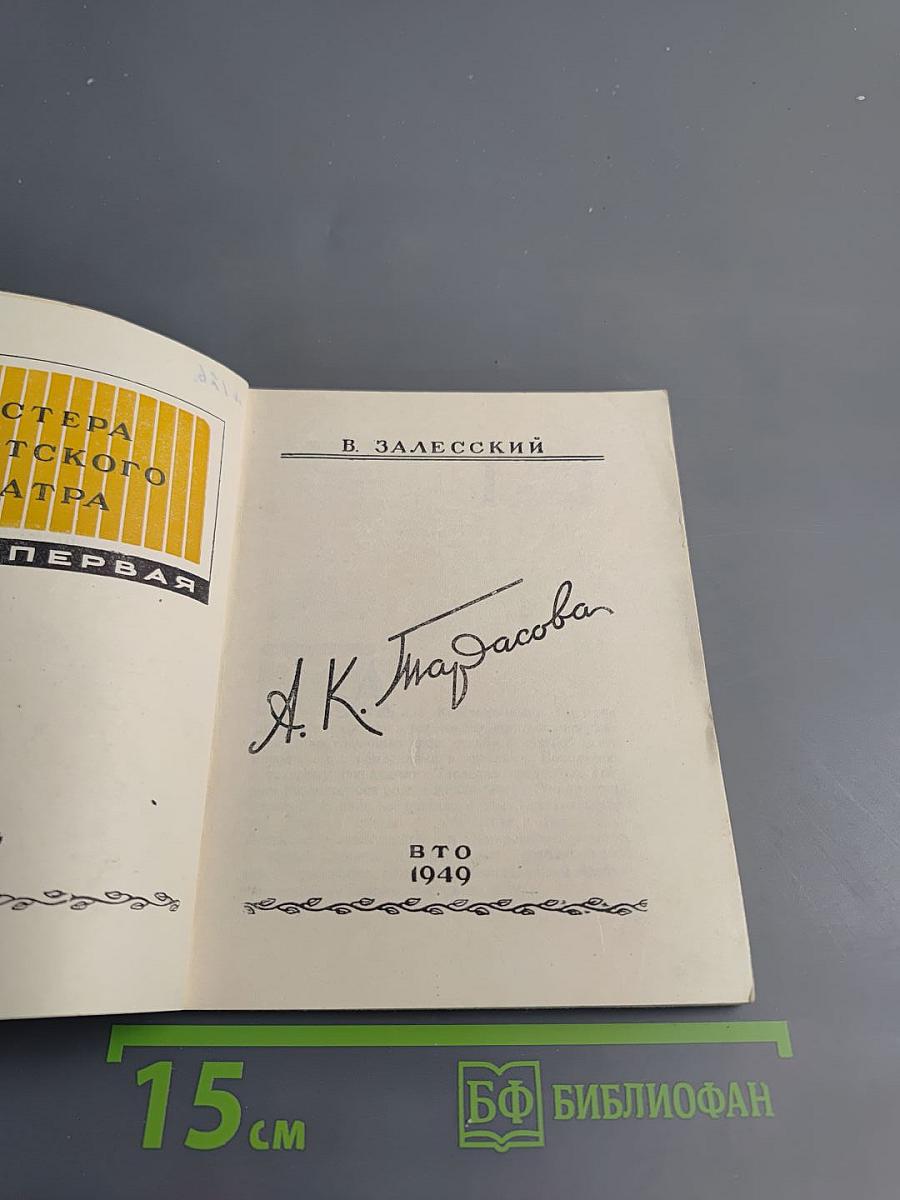 СТЕРА
ТСКОГО
АТРА
ПЕРВАЯ
В. ЗАЛЕССКИЙ
А. К. Тарасова
ВТО
1949
15 см
БФ БИБЛИОФАН